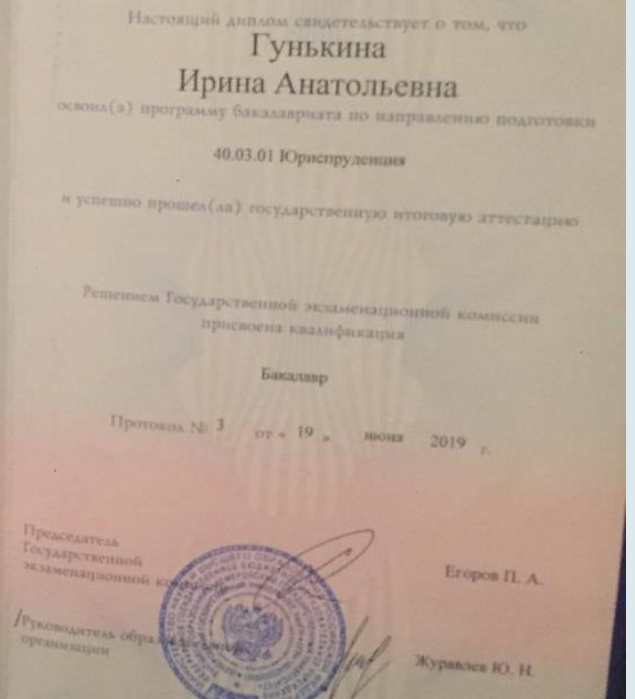 Настоящий диплом свидетельствует о том, что
Гунькина
Ирина Анатольевна
освоил(а) программу бакалавриата по направлению подготовки
40.03.01 Юриспруденция
и успешно прошел(ла) государственную итоговую аттестацию
Решением Государственной экзаменационной комиссии
присвоена квалификация
Бакалавр
Протокол № 3 от « 19 » июня 2019 г.
Председатель
Государственной
экзаменационной
Егоров П. А.
Руководитель
организации
Журавлев Ю. Н.